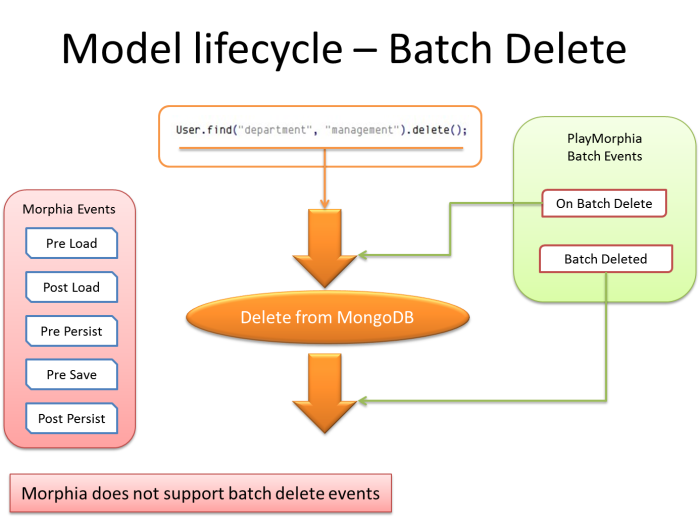 Model lifecycle – Batch Delete
User.find("department", "management").delete();
PlayMorphia
Batch Events
On Batch Delete
Batch Deleted
Morphia Events
Pre Load
Post Load
Pre Persist
Pre Save
Post Persist
Delete from MongoDB
Morphia does not support batch delete events